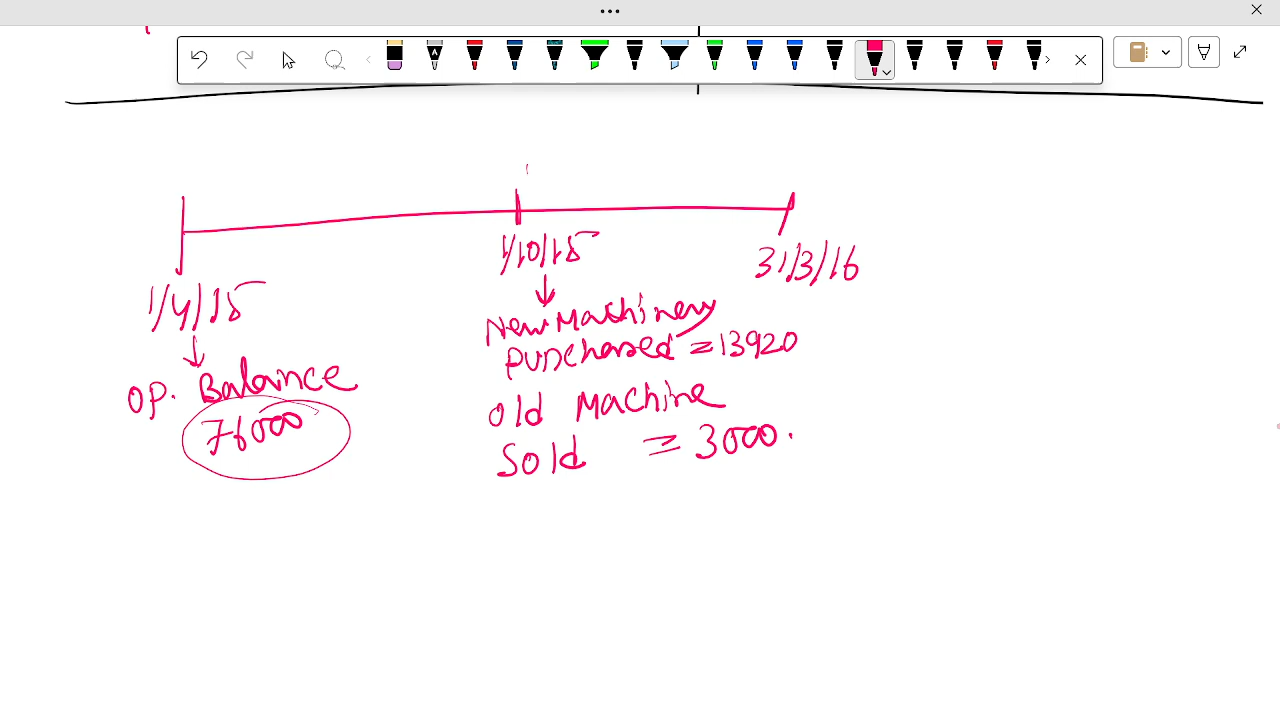 1/4/15
OP. Balance
76000
1/10/15
New Machinery
purchased = 13920
Old Machine
Sold = 3000.
31/3/16